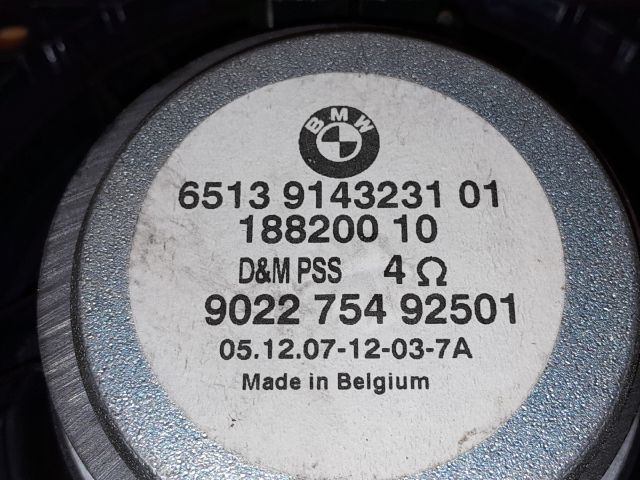 BMW
6513 9143231 01
188200 10
D&M PSS 4 Ω
9022 754 92501
05.12.07-12-03-7A
Made in Belgium